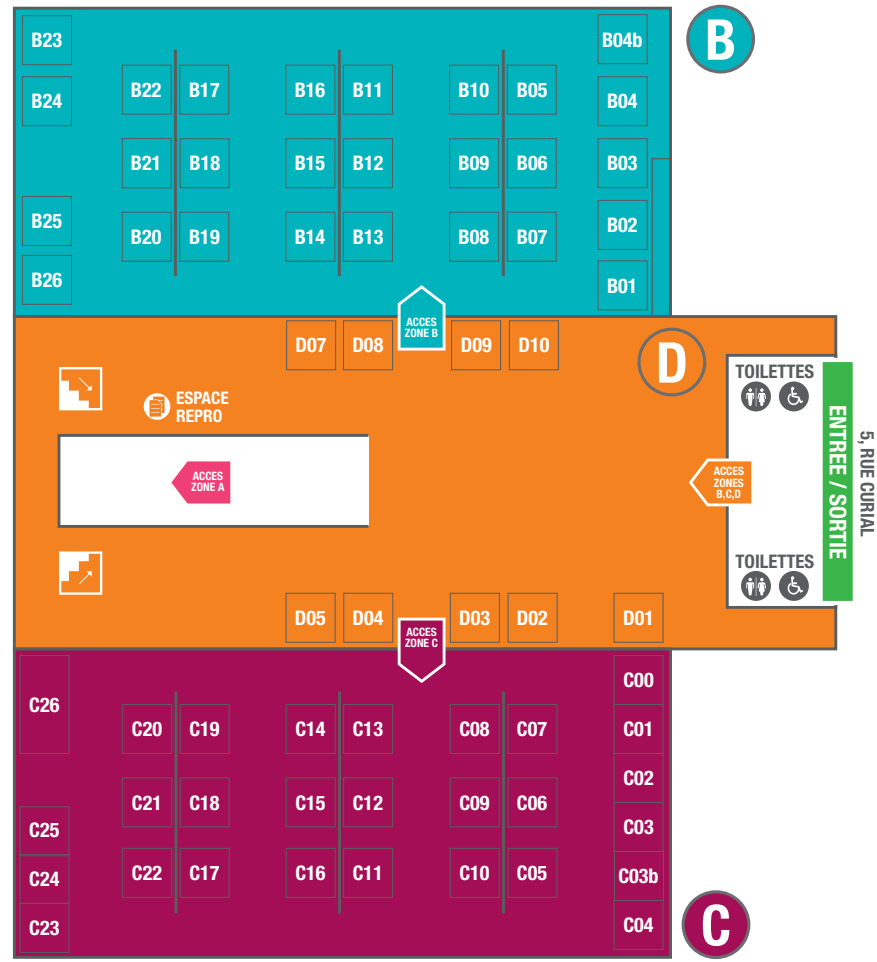 B23
B04b
B
B24
B22
B17
B16
B11
B10
B05
B04
B21
B18
B15
B12
B09
B06
B03
B25
B20
B19
B14
B13
B08
B07
B02
B26
B01
ACCES
ZONE B
D07
D08
D09
D10
D
TOILETTES
ESPACE
REPRO
ENTREE / SORTIE
5, RUE CURIAL
ACCES
ZONE A
ACCES
ZONES
B,C,D
TOILETTES
D05
D04
D03
D02
D01
ACCES
ZONE C
C00
C26
C20
C19
C14
C13
C08
C07
C01
C02
C21
C18
C15
C12
C09
C06
C25
C03
C24
C22
C17
C16
C11
C10
C05
C03b
C23
C04
C